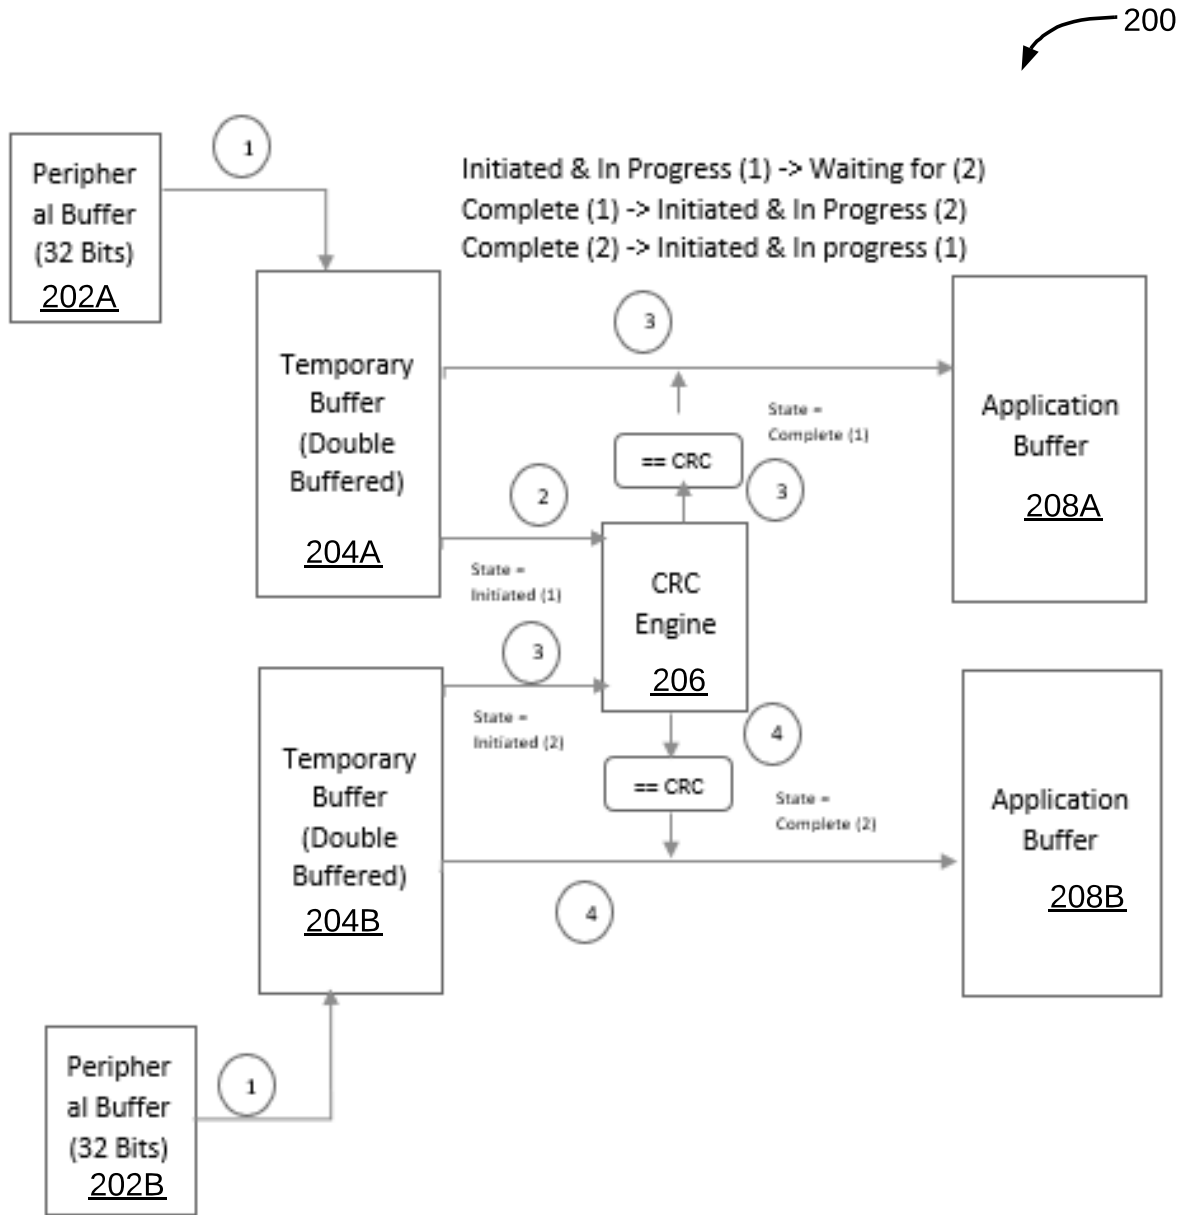 200
1
Peripher
al Buffer
(32 Bits)
202A
Initiated & In Progress (1) -> Waiting for (2)
Complete (1) -> Initiated & In Progress (2)
Complete (2) -> Initiated & In progress (1)
3
Temporary
Buffer
(Double
Buffered)
204A
State =
Complete (1)
== CRC
3
Application
Buffer
208A
2
State =
Initiated (1)
CRC
Engine
206
3
State =
Initiated (2)
4
Temporary
Buffer
(Double
Buffered)
204B
== CRC
State =
Complete (2)
Application
Buffer
208B
4
Peripher
al Buffer
(32 Bits)
202B
1